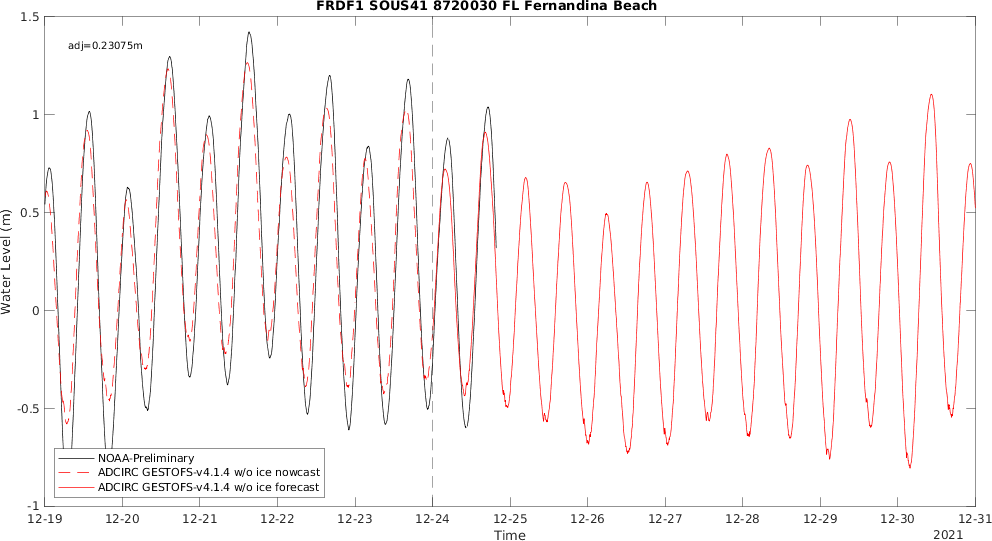 FRDF1 SOUS41 8720030 FL Fernandina Beach
1.5
adj=0.23075m
1
0.5
Water Level (m)
0
-0.5
NOAA-Preliminary
ADCIRC GESTOFS-v4.1.4 w/o ice nowcast
ADCIRC GESTOFS-v4.1.4 w/o ice forecast
-1
12-19 12-20 12-21 12-22 12-23 12-24 12-25 12-26 12-27 12-28 12-29 12-30 12-31
Time
2021